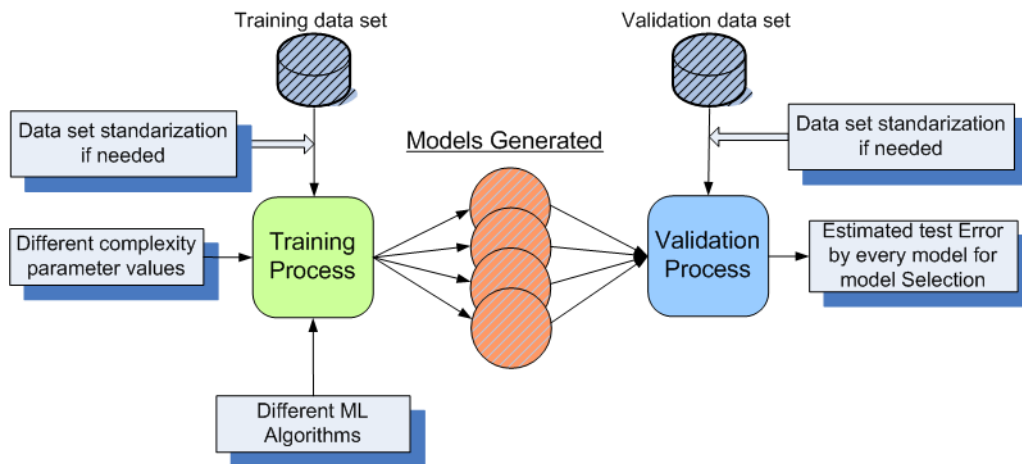 Training data set
Validation data set
Data set standarization
if needed
Models Generated
Data set standarization
if needed
Different complexity
parameter values
Training
Process
Validation
Process
Estimated test Error
by every model for
model Selection
Different ML
Algorithms